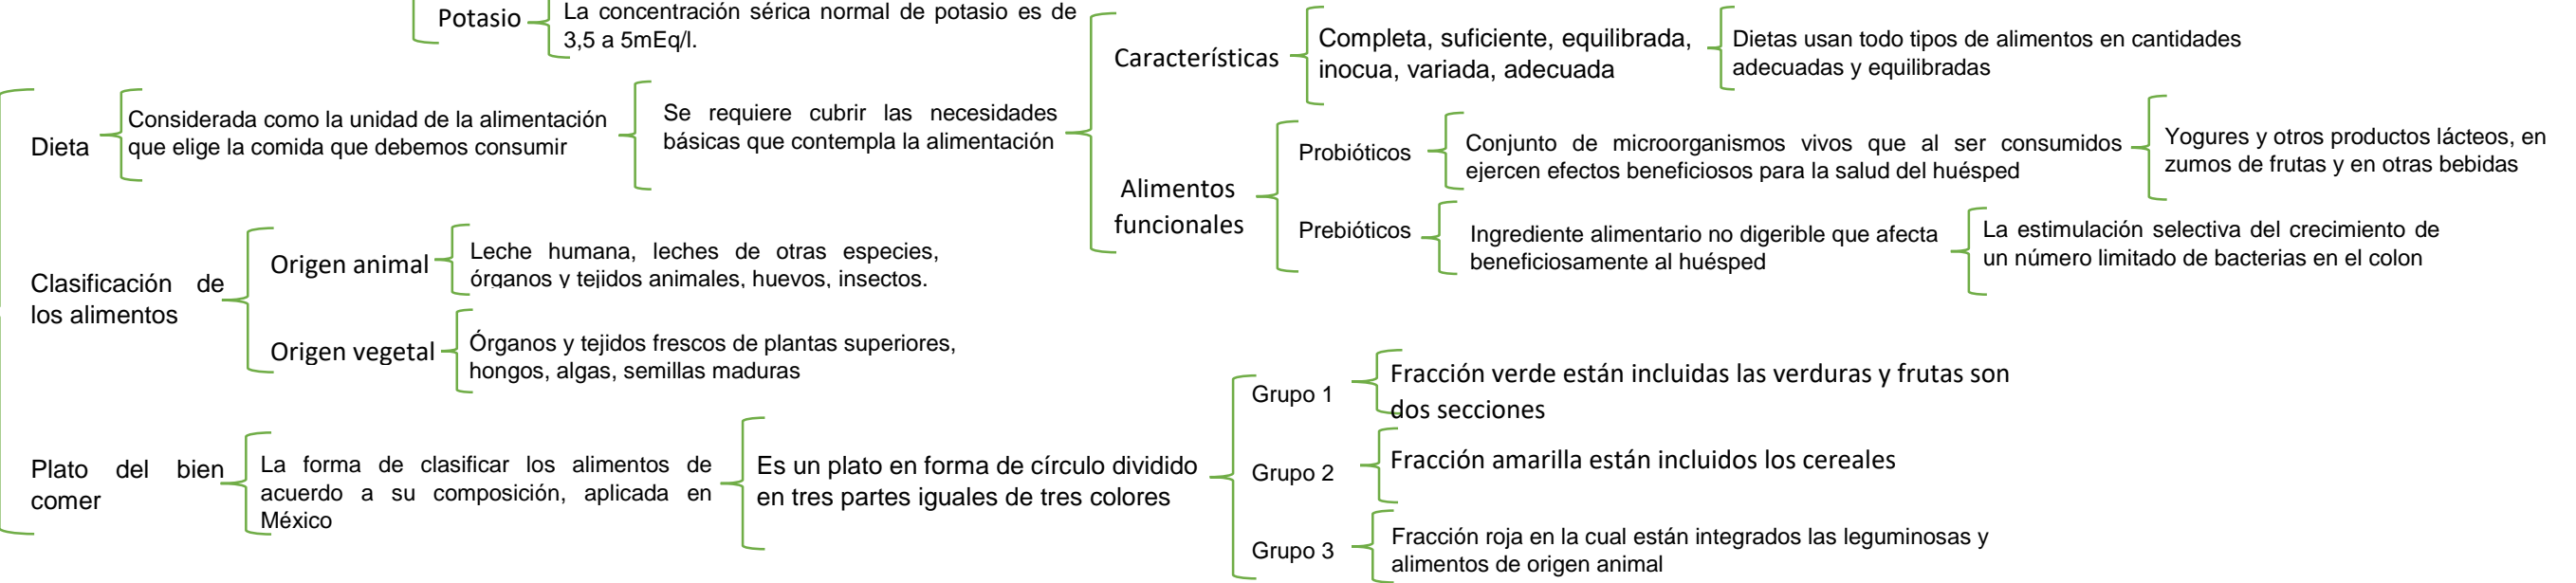 Potasio
La concentración sérica normal de potasio es de
3,5 a 5mEq/l.
Dieta
Considerada como la unidad de la alimentación
que elige la comida que debemos consumir
Se requiere cubrir las necesidades
básicas que contempla la alimentación
Características
Completa, suficiente, equilibrada,
inocua, variada, adecuada
Dietas usan todo tipos de alimentos en cantidades
adecuadas y equilibradas
Alimentos
funcionales
Probióticos
Conjunto de microorganismos vivos que al ser consumidos
ejercen efectos beneficiosos para la salud del huésped
Yogures y otros productos lácteos, en
zumos de frutas y en otras bebidas
Prebióticos
Ingrediente alimentario no digerible que afecta
beneficiosamente al huésped
La estimulación selectiva del crecimiento de
un número limitado de bacterias en el colon
Clasificación de
los alimentos
Origen animal
Leche humana, leches de otras especies,
órganos y tejidos animales, huevos, insectos.
Origen vegetal
Órganos y tejidos frescos de plantas superiores,
hongos, algas, semillas maduras
Plato del bien
comer
La forma de clasificar los alimentos de
acuerdo a su composición, aplicada en
México
Es un plato en forma de círculo dividido
en tres partes iguales de tres colores
Grupo 1
Fracción verde están incluidas las verduras y frutas son
dos secciones
Grupo 2
Fracción amarilla están incluidos los cereales
Grupo 3
Fracción roja en la cual están integrados las leguminosas y
alimentos de origen animal